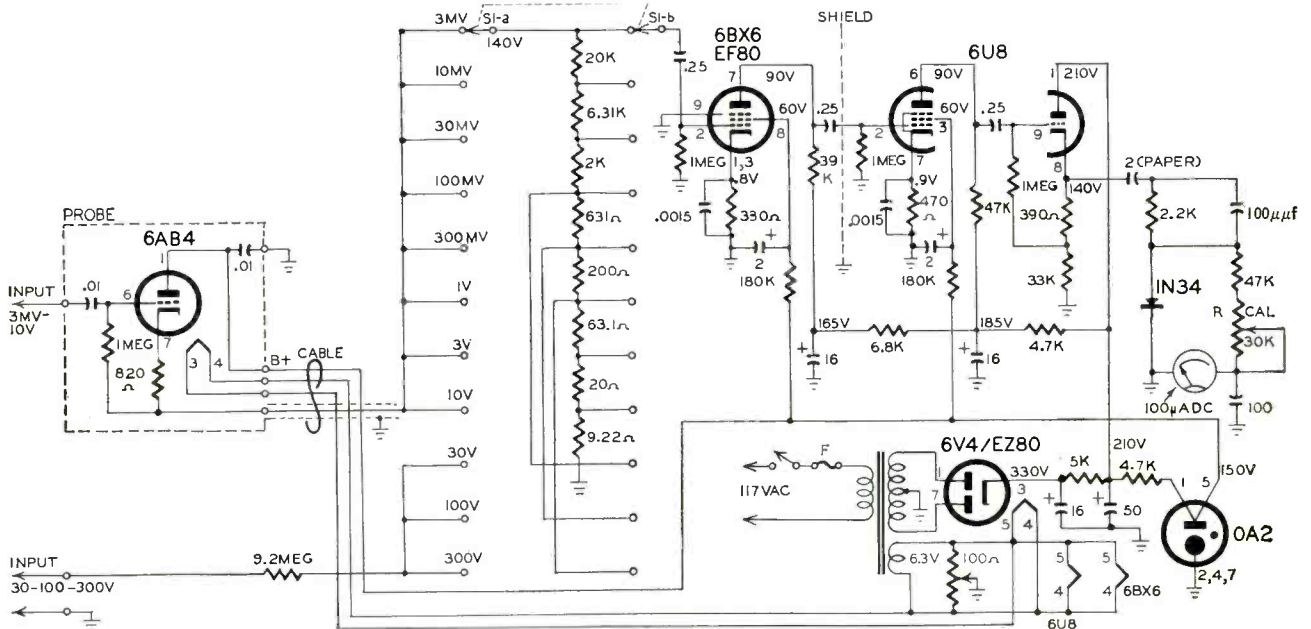 3MV
S1-a
140V
S1-b
10MV
30MV
100MV
300MV
1V
3V
10V
30V
100V
300V
20K
6.31K
2K
631Ω
200Ω
63.1Ω
20Ω
9.22Ω
.25
6BX6
EF80
7
90V
60V
9
2
8
1MEG
1,3
.8V
.0015
330Ω
+
2
180K
SHIELD
.25
39
K
1MEG
6U8
6
90V
60V
2
3
7
.9V
.0015
470
Ω
+
2
180K
.25
47K
1
210V
9
8
1MEG
140V
390Ω
33K
2(PAPER)
2.2K
100μμf
1N34
47K
R
CAL
30K
100μADC
100
165V
6.8K
185V
4.7K
+
16
+
16
PROBE
6AB4
1
.01
INPUT
3MV-
10V
.01
6
7
1MEG
820
Ω
3
4
B+
CABLE
INPUT
30-100-300V
9.2MEG
117VAC
F
6V4/EZ80
1
7
330V
3
5
4
6.3V
100Ω
210V
5K
4.7K
+
16
+
50
150V
1
5
0A2
2,4,7
5
4
6U8
5
4
6BX6